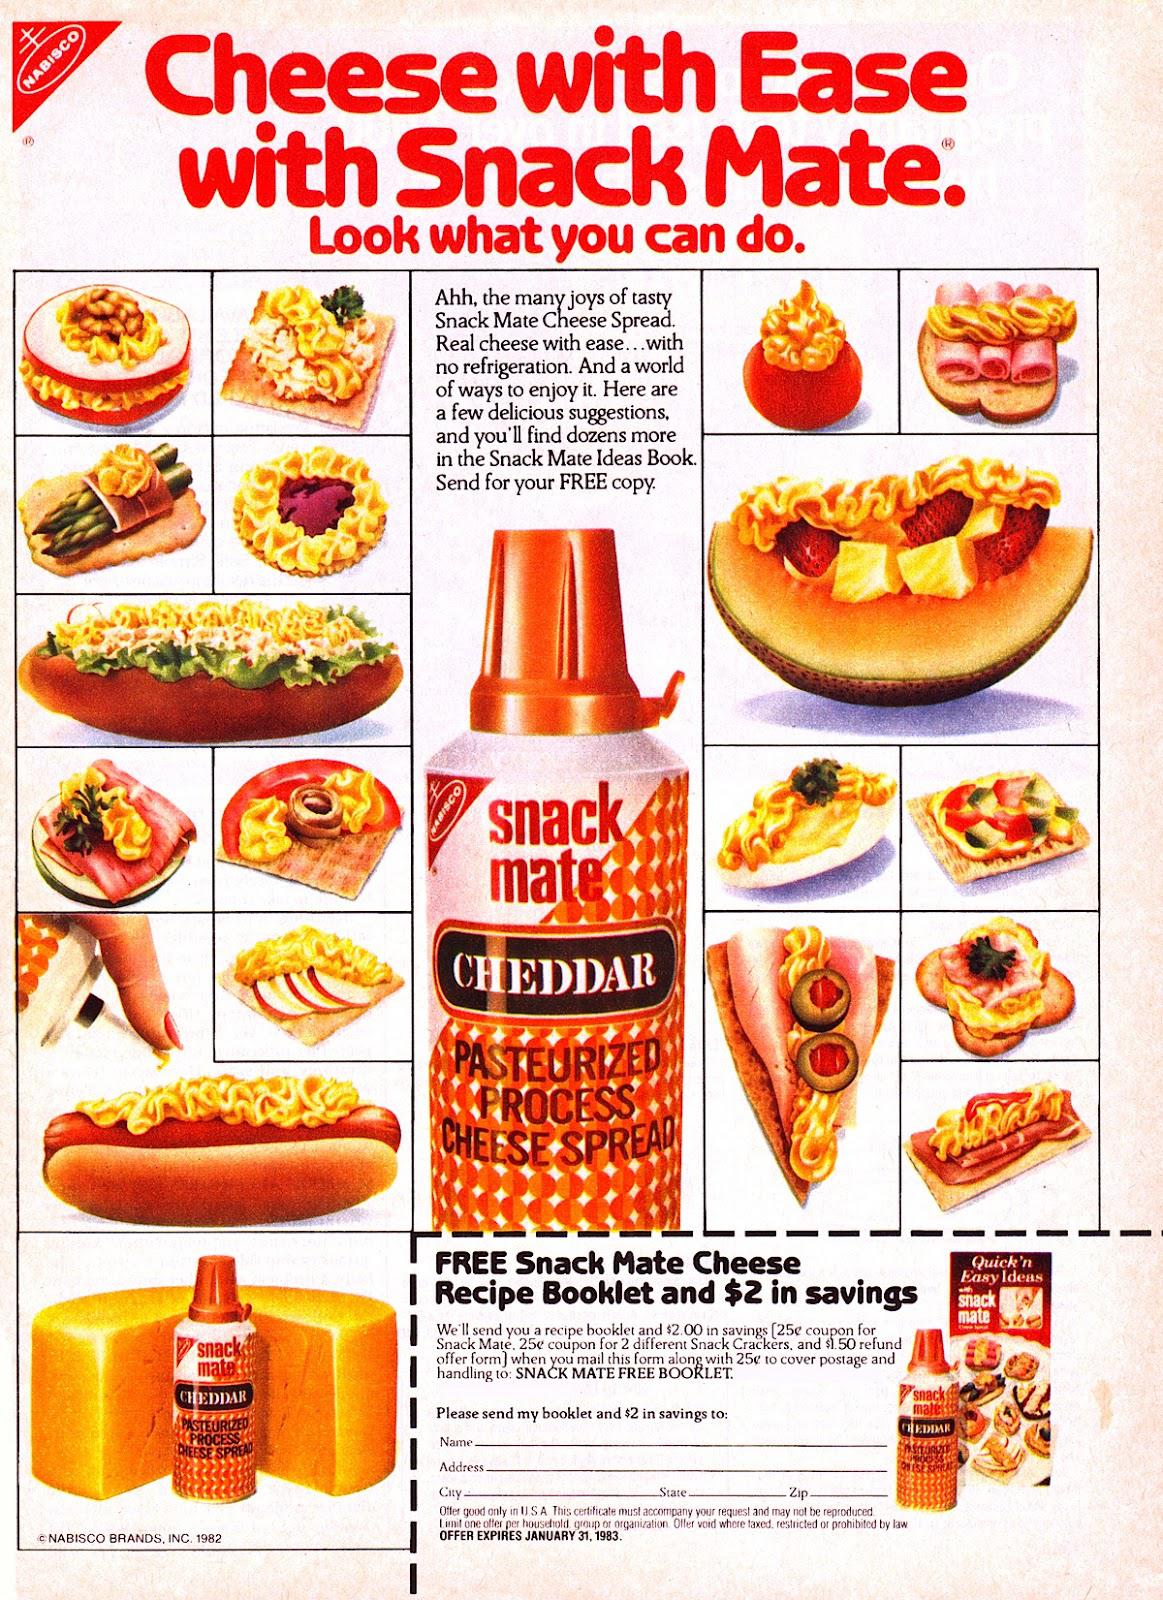 NABISCO
®
Cheese with Ease
with Snack Mate.®
Look what you can do.
Ahh, the many joys of tasty
Snack Mate Cheese Spread.
Real cheese with ease...with
no refrigeration. And a world
of ways to enjoy it. Here are
a few delicious suggestions,
and you'll find dozens more
in the Snack Mate Ideas Book.
Send for your FREE copy.
NABISCO
snack
mate
CHEDDAR
PASTEURIZED
PROCESS
CHEESE SPREAD
snack
mate
CHEDDAR
PASTEURIZED
PROCESS
CHEESE SPREAD
© NABISCO BRANDS, INC. 1982
FREE Snack Mate Cheese
Recipe Booklet and $2 in savings
We'll send you a recipe booklet and $2.00 in savings [25¢ coupon for
Snack Mate, 25¢ coupon for 2 different Snack Crackers, and $1.50 refund
offer form] when you mail this form along with 25¢ to cover postage and
handling to: SNACK MATE FREE BOOKLET.
Please send my booklet and $2 in savings to:
Name
Address
City State Zip
Offer good only in U.S.A. This certificate must accompany your request and may not be reproduced.
Limit one offer per household, group or organization. Offer void where taxed, restricted or prohibited by law.
OFFER EXPIRES JANUARY 31, 1983.
Quick'n
Easy Ideas
with
snack
mate
snack
mate
CHEDDAR
PASTEURIZED
PROCESS
CHEESE SPREAD